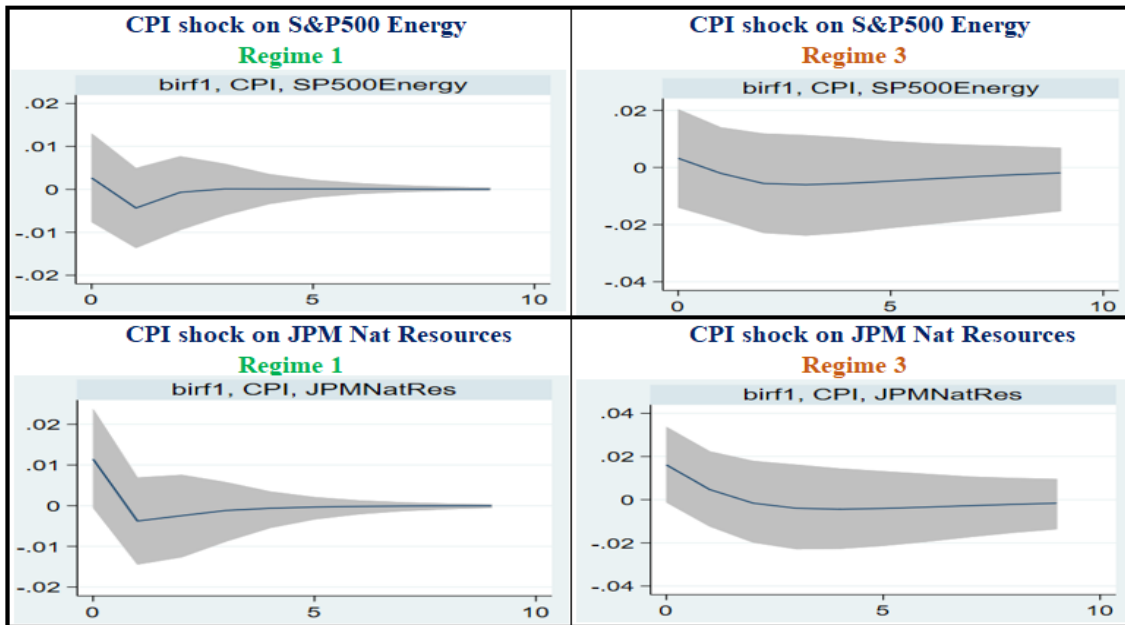 CPI shock on S&P500 Energy
Regime 1
birf1, CPI, SP500Energy
.02
.01
0
-.01
-.02
0 5 10
CPI shock on S&P500 Energy
Regime 3
birf1, CPI, SP500Energy
.02
0
-.02
-.04
0 5 10
CPI shock on JPM Nat Resources
Regime 1
birf1, CPI, JPMNatRes
.02
.01
0
-.01
-.02
0 5 10
CPI shock on JPM Nat Resources
Regime 3
birf1, CPI, JPMNatRes
.04
.02
0
-.02
-.04
0 5 10